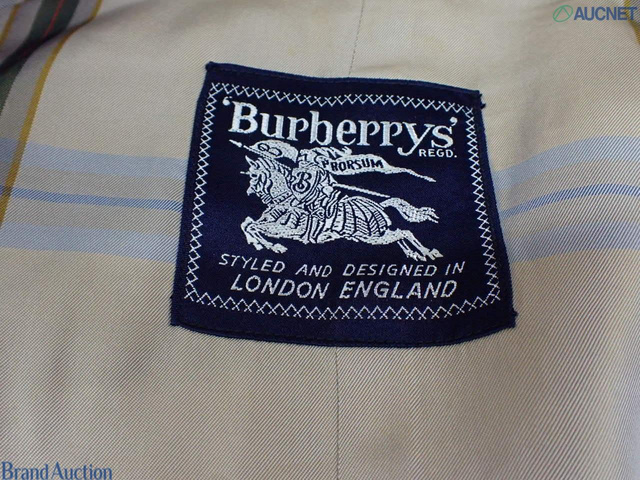 AUCNET
'Burberrys'
REGD.
PRORSUM
B
STYLED AND DESIGNED IN
LONDON ENGLAND
Brand Auction